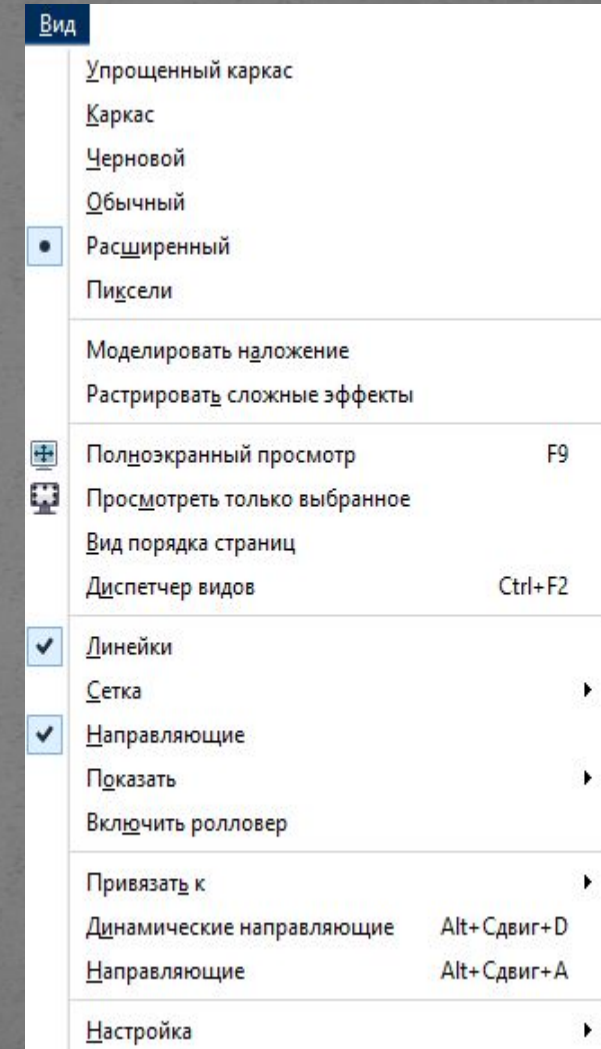 Вид
Упрощенный каркас
Каркас
Черновой
Обычный
Расширенный
Пиксели
Моделировать наложение
Растрировать сложные эффекты
Полноэкранный просмотр F9
Просмотреть только выбранное
Вид порядка страниц
Диспетчер видов Ctrl+F2
Линейки
Сетка
Направляющие
Показать
Включить ролловер
Привязать к
Динамические направляющие Alt+Сдвиг+D
Направляющие Alt+Сдвиг+A
Настройка